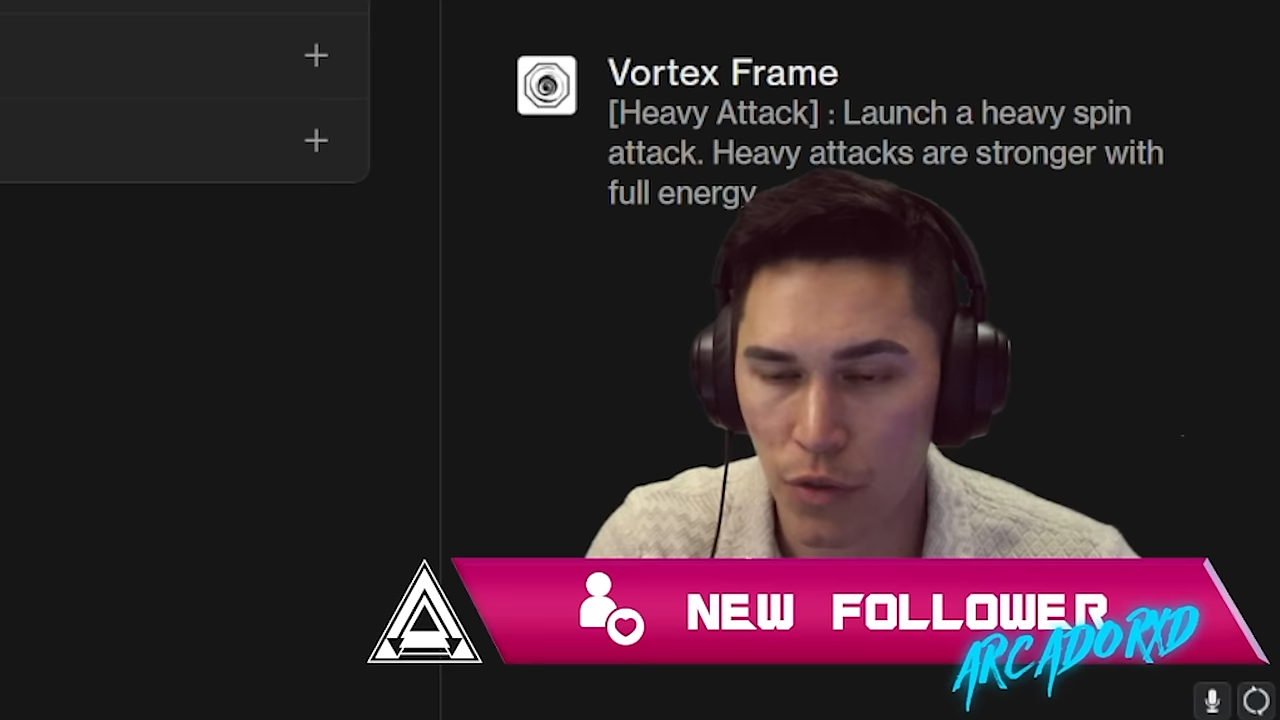 Vortex Frame
[Heavy Attack] : Launch a heavy spin
attack. Heavy attacks are stronger with
full energy
NEW FOLLOWER
ARCADORXD